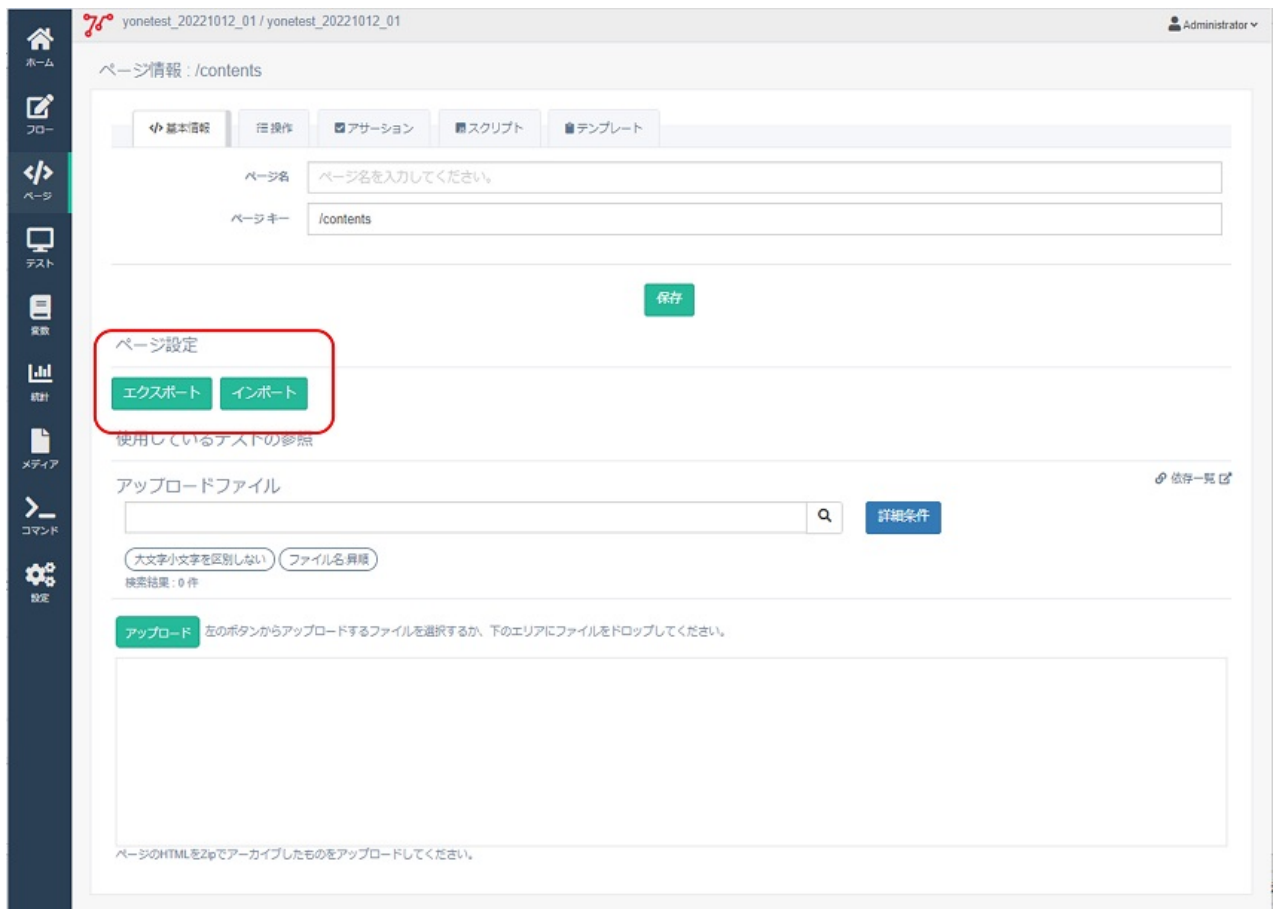 yonetest_20221012_01 / yonetest_20221012_01
Administrator
ホーム
フロー
ページ
テスト
変数
統計
メディア
コマンド
設定
ページ情報 : /contents
</> 基本情報
操作
アサーション
スクリプト
テンプレート
ページ名
ページ名を入力してください。
ページキー
/contents
保存
ページ設定
エクスポート
インポート
使用しているテストの参照
アップロードファイル
依存一覧
詳細条件
大文字小文字を区別しない
ファイル名:昇順
検索結果 : 0 件
アップロード
左のボタンからアップロードするファイルを選択するか、下のエリアにファイルをドロップしてください。
ページのHTMLをZipでアーカイブしたものをアップロードしてください。